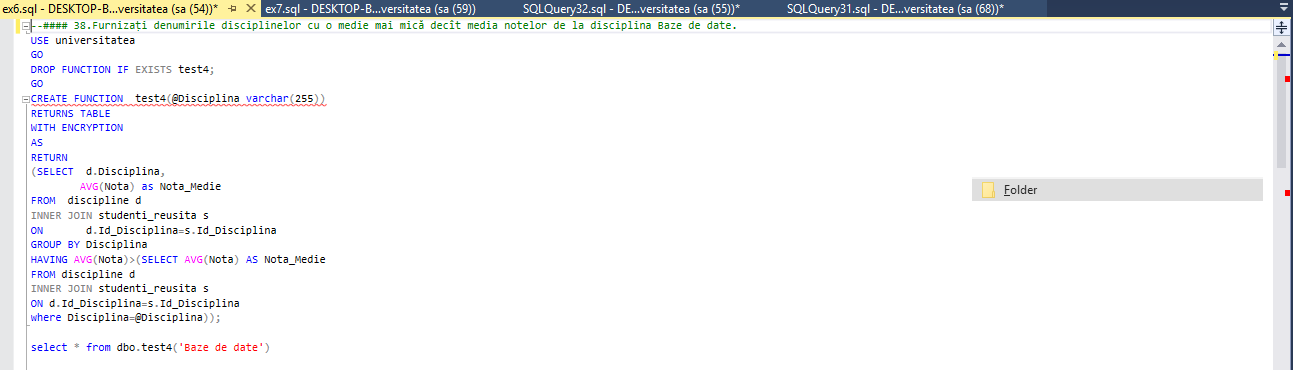 ex6.sql - DESKTOP-B...versitatea (sa (54))* ex7.sql - DESKTOP-B...versitatea (sa (59)) SQLQuery32.sql - DE...versitatea (sa (55))* SQLQuery31.sql - DE...versitatea (sa (68))*
--#### 38.Furnizați denumirile disciplinelor cu o medie mai mică decît media notelor de la disciplina Baze de date.
USE universitatea
GO
DROP FUNCTION IF EXISTS test4;
GO
CREATE FUNCTION test4(@Disciplina varchar(255))
RETURNS TABLE
WITH ENCRYPTION
AS
RETURN
(SELECT d.Disciplina,
AVG(Nota) as Nota_Medie
Folder
FROM discipline d
INNER JOIN studenti_reusita s
ON d.Id_Disciplina=s.Id_Disciplina
GROUP BY Disciplina
HAVING AVG(Nota)>(SELECT AVG(Nota) AS Nota_Medie
FROM discipline d
INNER JOIN studenti_reusita s
ON d.Id_Disciplina=s.Id_Disciplina
where Disciplina=@Disciplina));
select * from dbo.test4('Baze de date')